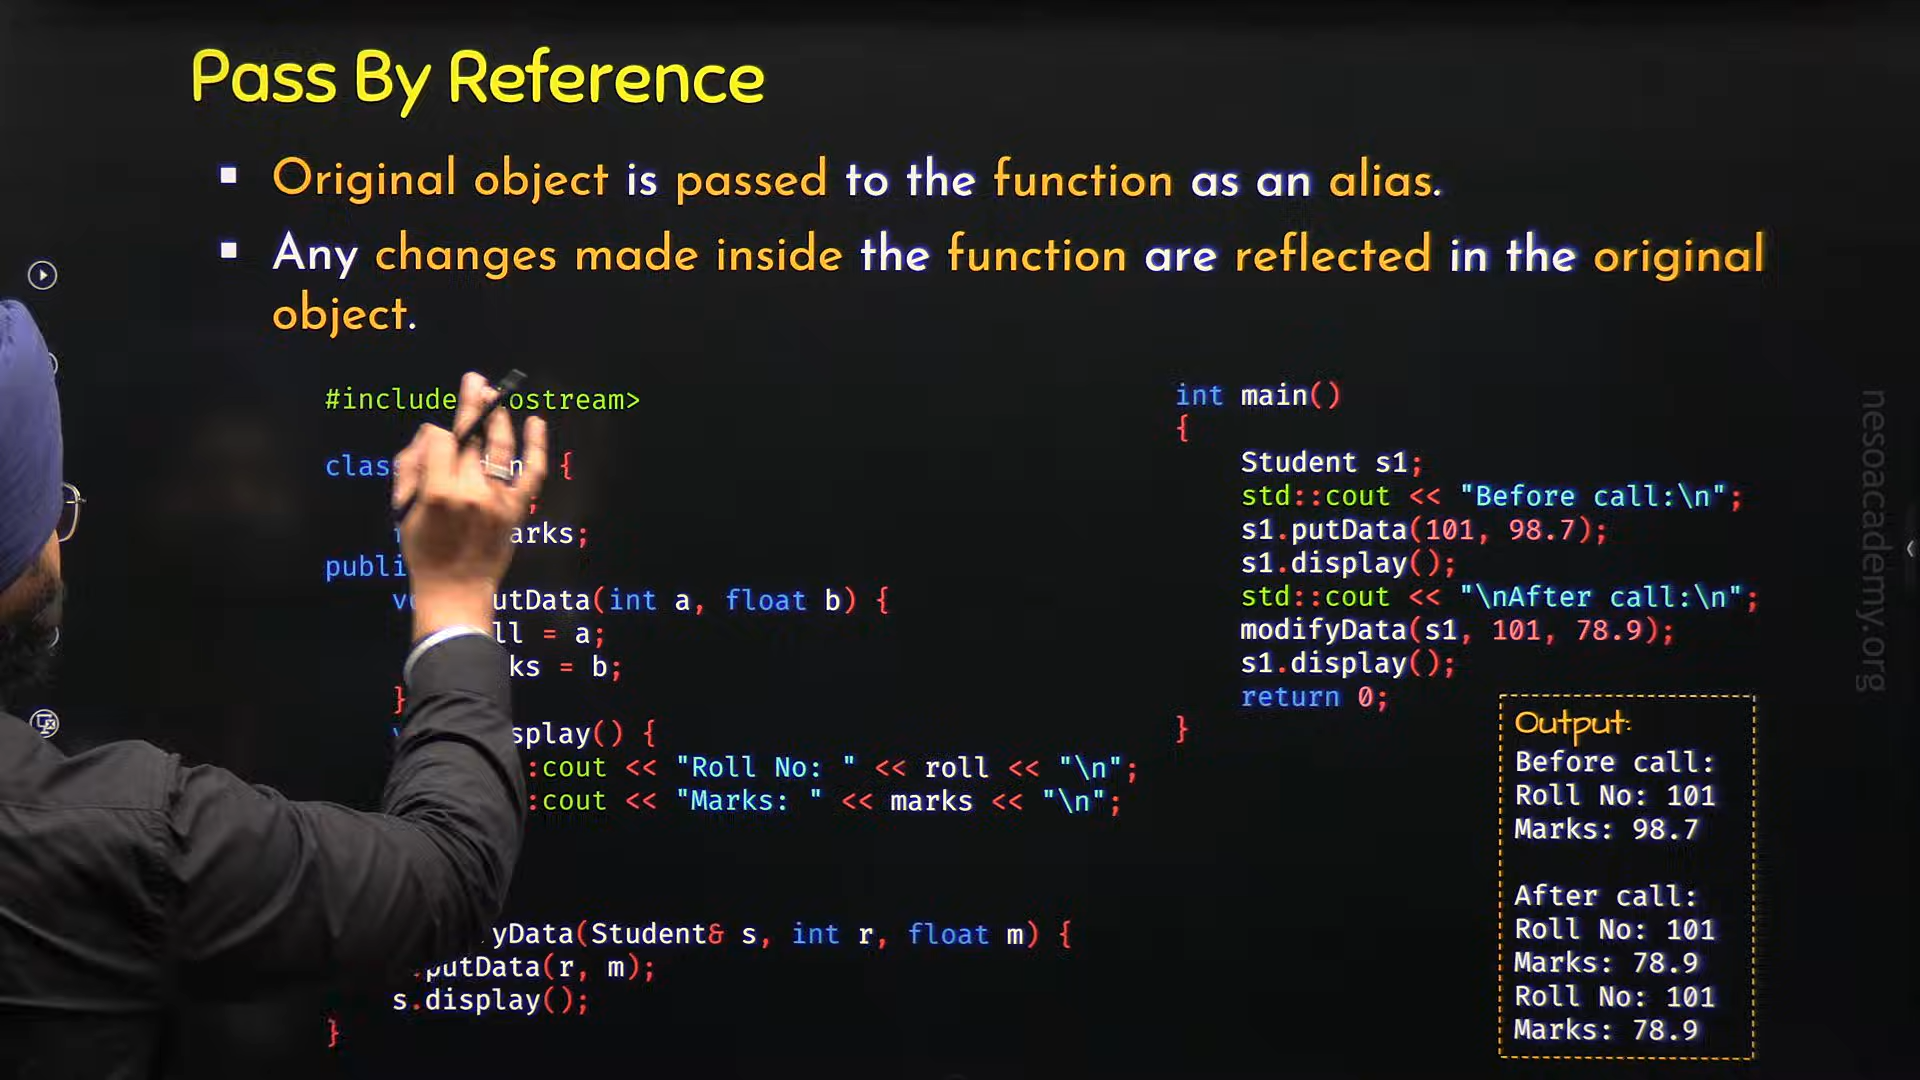 Pass By Reference
▪ Original object is passed to the function as an alias.
▪ Any changes made inside the function are reflected in the original
object.
#include ostream>
{
;
arks;
utData(int a, float b) {
= a;
= b;
}
splay() {
:cout << "Roll No: " << roll << "\n";
:cout << "Marks: " << marks << "\n";
yData(Student& s, int r, float m) {
.putData(r, m);
s.display();
}
int main()
{
Student s1;
std::cout << "Before call:\n";
s1.putData(101, 98.7);
s1.display();
std::cout << "\nAfter call:\n";
modifyData(s1, 101, 78.9);
s1.display();
return 0;
}
Output:
Before call:
Roll No: 101
Marks: 98.7
After call:
Roll No: 101
Marks: 78.9
Roll No: 101
Marks: 78.9
nesoacademy.org